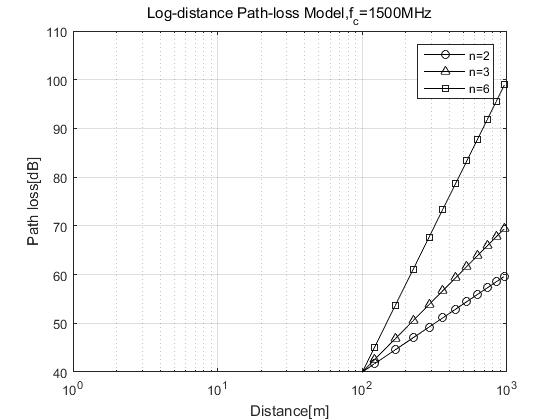 Log-distance Path-loss Model,f_c=1500MHz
110
100
90
80
70
60
50
40
Path loss[dB]
n=2
n=3
n=6
10^0 10^1 10^2 10^3
Distance[m]